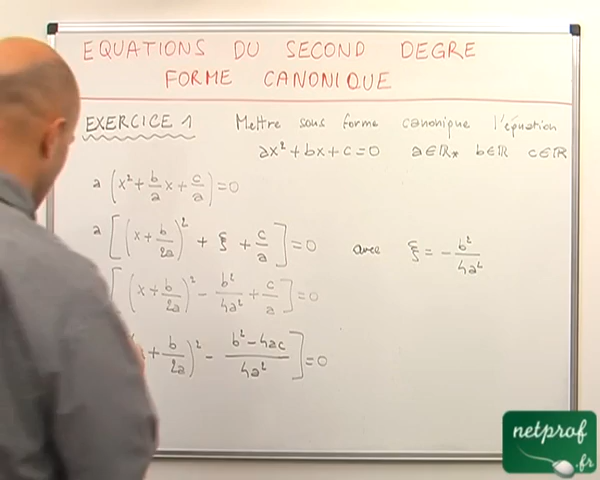 EQUATIONS DU SECOND DEGRE
FORME CANONIQUE
EXERCICE 1 Mettre sous forme canonique l'équation
ax² + bx + c = 0 a∈ℝ* b∈ℝ c∈ℝ
a (x² + b/a x + c/a) = 0
a [(x + b/2a)² + ξ + c/a] = 0 avec ξ = - b²/4a²
[(x + b/2a)² - b²/4a² + c/a] = 0
+ b/2a)² - (b² - 4ac)/4a²] = 0
netprof
.fr